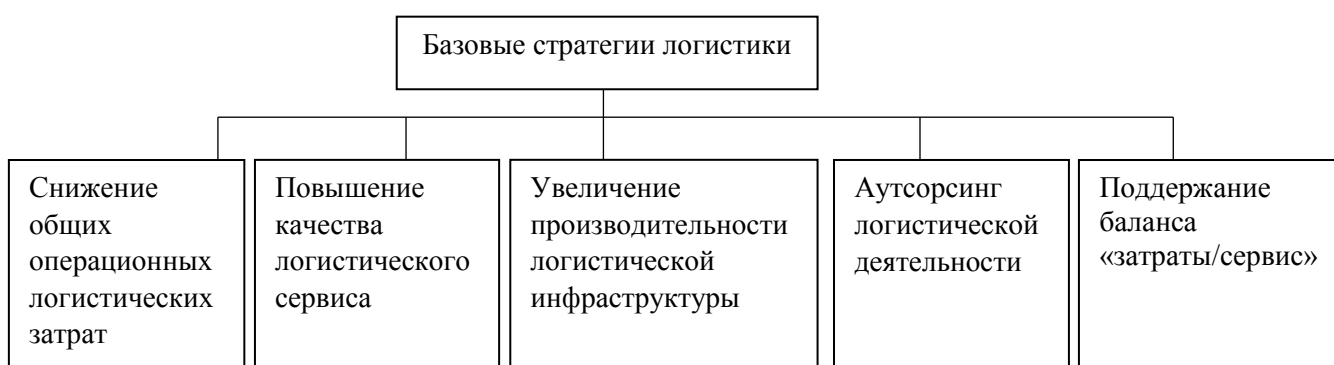 Базовые стратегии логистики
Снижение
общих
операционных
логистических
затрат
Повышение
качества
логистического
сервиса
Увеличение
производительности
логистической
инфраструктуры
Аутсорсинг
логистической
деятельности
Поддержание
баланса
«затраты/сервис»